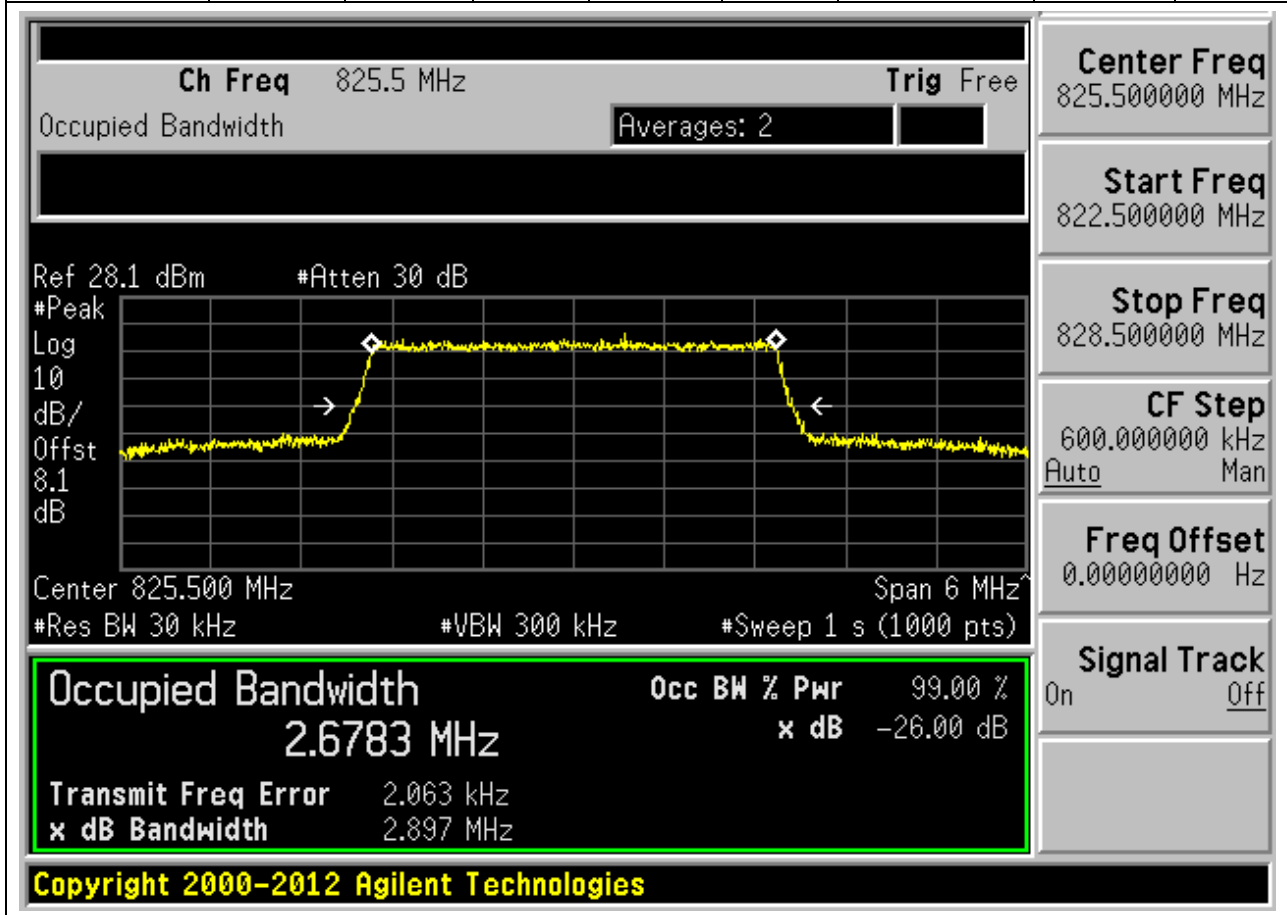 Ch Freq 825.5 MHz Trig Free
Occupied Bandwidth Averages: 2
Ref 28.1 dBm #Atten 30 dB
#Peak
Log
10
dB/
Offst
8.1
dB
Center 825.500 MHz Span 6 MHz^
#Res BW 30 kHz #VBW 300 kHz #Sweep 1 s (1000 pts)
Occupied Bandwidth Occ BW % Pwr 99.00 %
2.6783 MHz x dB -26.00 dB
Transmit Freq Error 2.063 kHz
x dB Bandwidth 2.897 MHz
Copyright 2000-2012 Agilent Technologies
Center Freq
825.500000 MHz
Start Freq
822.500000 MHz
Stop Freq
828.500000 MHz
CF Step
600.000000 kHz
Auto Man
Freq Offset
0.00000000 Hz
Signal Track
On Off